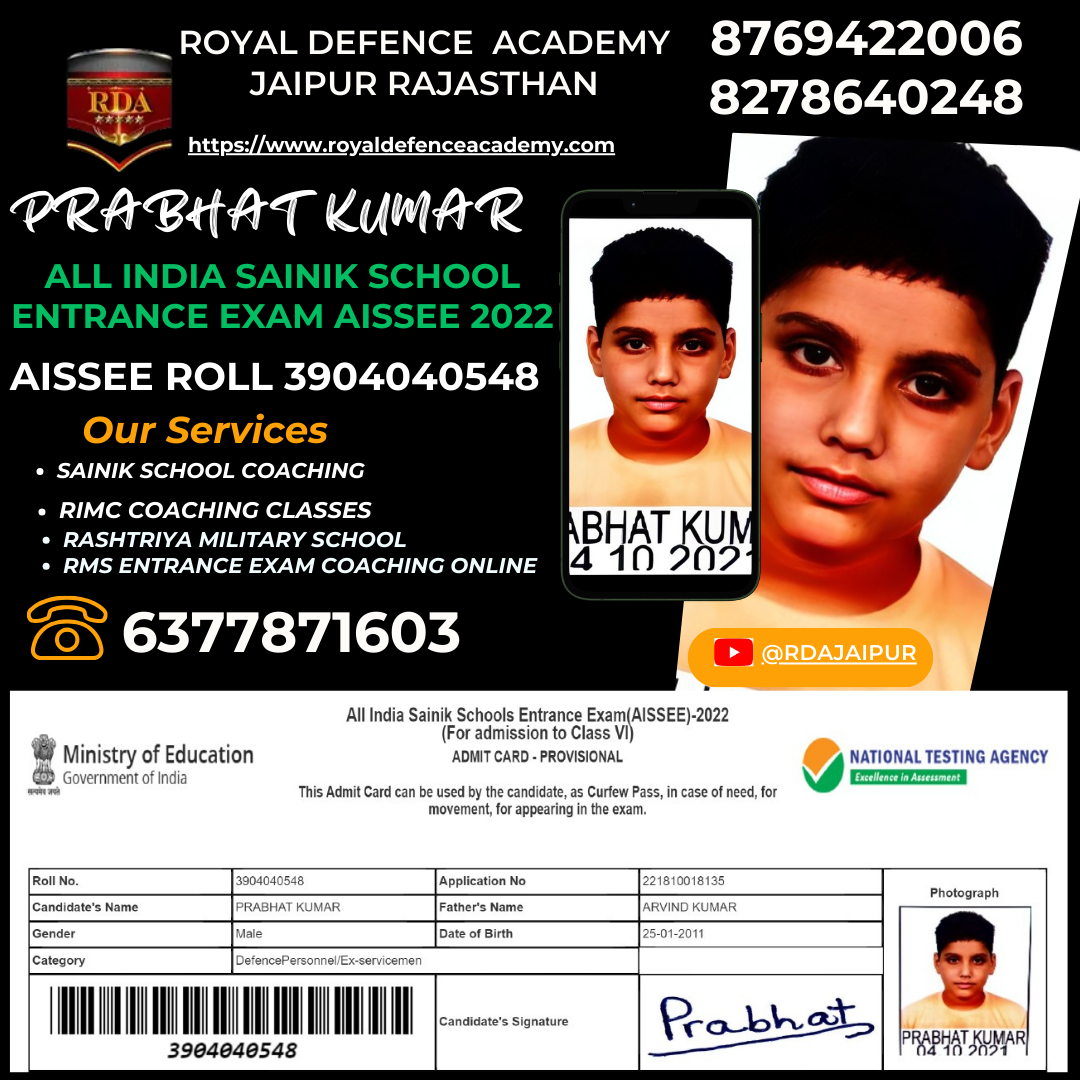 ROYAL DEFENCE ACADEMY
JAIPUR RAJASTHAN
8769422006
8278640248
RDA
https://www.royaldefenceacademy.com
PRABHAT KUMAR
ALL INDIA SAINIK SCHOOL
ENTRANCE EXAM AISSEE 2022
AISSEE ROLL 3904040548
Our Services
• SAINIK SCHOOL COACHING
• RIMC COACHING CLASSES
• RASHTRIYA MILITARY SCHOOL
• RMS ENTRANCE EXAM COACHING ONLINE
6377871603
ABHAT KUM
4 10 2021
@RDAJAIPUR
All India Sainik Schools Entrance Exam(AISSEE)-2022
(For admission to Class VI)
ADMIT CARD - PROVISIONAL
Ministry of Education
Government of India
सत्यमेव जयते
NATIONAL TESTING AGENCY
Excellence in Assessment
This Admit Card can be used by the candidate, as Curfew Pass, in case of need, for
movement, for appearing in the exam.
Roll No. 3904040548 Application No 221810018135
Candidate's Name PRABHAT KUMAR Father's Name ARVIND KUMAR
Gender Male Date of Birth 25-01-2011
Category DefencePersonnel/Ex-servicemen
Photograph
PRABHAT KUMAR
04 10 2021
3904040548
Candidate's Signature
Prabhat